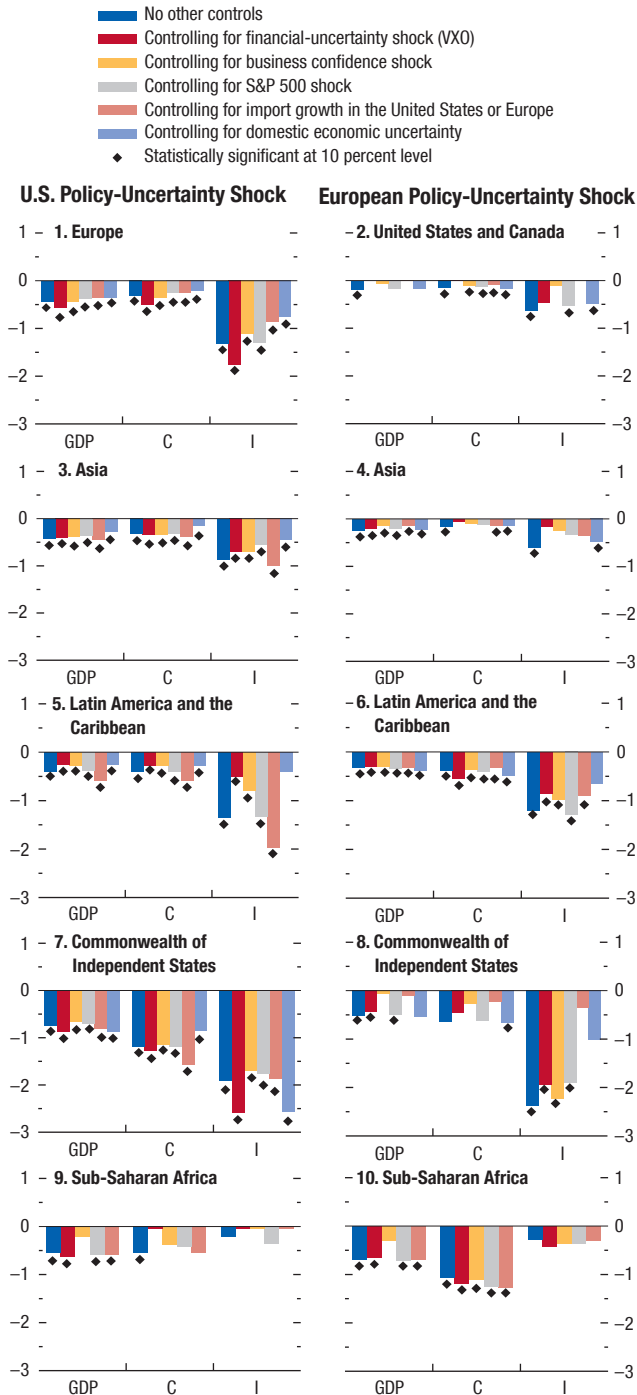 No other controls
Controlling for financial-uncertainty shock (VXO)
Controlling for business confidence shock
Controlling for S&P 500 shock
Controlling for import growth in the United States or Europe
Controlling for domestic economic uncertainty
Statistically significant at 10 percent level
U.S. Policy-Uncertainty Shock
European Policy-Uncertainty Shock
1. Europe
1
0
–1
–2
–3
GDP C I
2. United States and Canada
1
0
–1
–2
–3
GDP C I
3. Asia
1
0
–1
–2
–3
GDP C I
4. Asia
1
0
–1
–2
–3
GDP C I
5. Latin America and the
Caribbean
1
0
–1
–2
–3
GDP C I
6. Latin America and the
Caribbean
1
0
–1
–2
–3
GDP C I
7. Commonwealth of
Independent States
1
0
–1
–2
–3
GDP C I
8. Commonwealth of
Independent States
1
0
–1
–2
–3
GDP C I
9. Sub-Saharan Africa
1
0
–1
–2
–3
GDP C I
10. Sub-Saharan Africa
1
0
–1
–2
–3
GDP C I